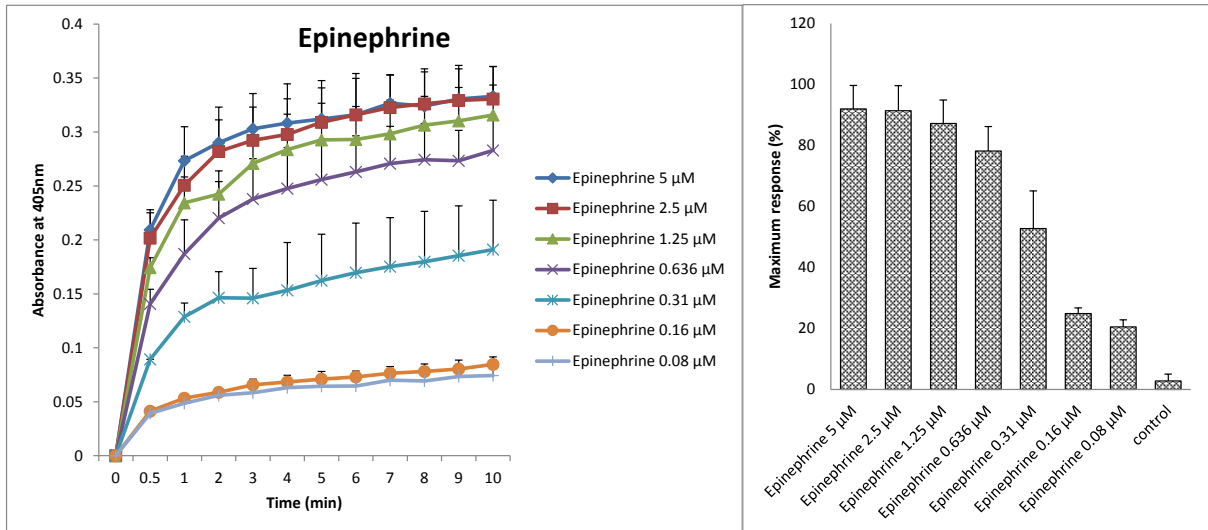 Epinephrine
Absorbance at 405nm
0.4
0.35
0.3
0.25
0.2
0.15
0.1
0.05
0
0 0.5 1 2 3 4 5 6 7 8 9 10
Time (min)
Epinephrine 5 µM
Epinephrine 2.5 µM
Epinephrine 1.25 µM
Epinephrine 0.636 µM
Epinephrine 0.31 µM
Epinephrine 0.16 µM
Epinephrine 0.08 µM
Maximum response (%)
120
100
80
60
40
20
0
Epinephrine 5 µM
Epinephrine 2.5 µM
Epinephrine 1.25 µM
Epinephrine 0.636 µM
Epinephrine 0.31 µM
Epinephrine 0.16 µM
Epinephrine 0.08 µM
control